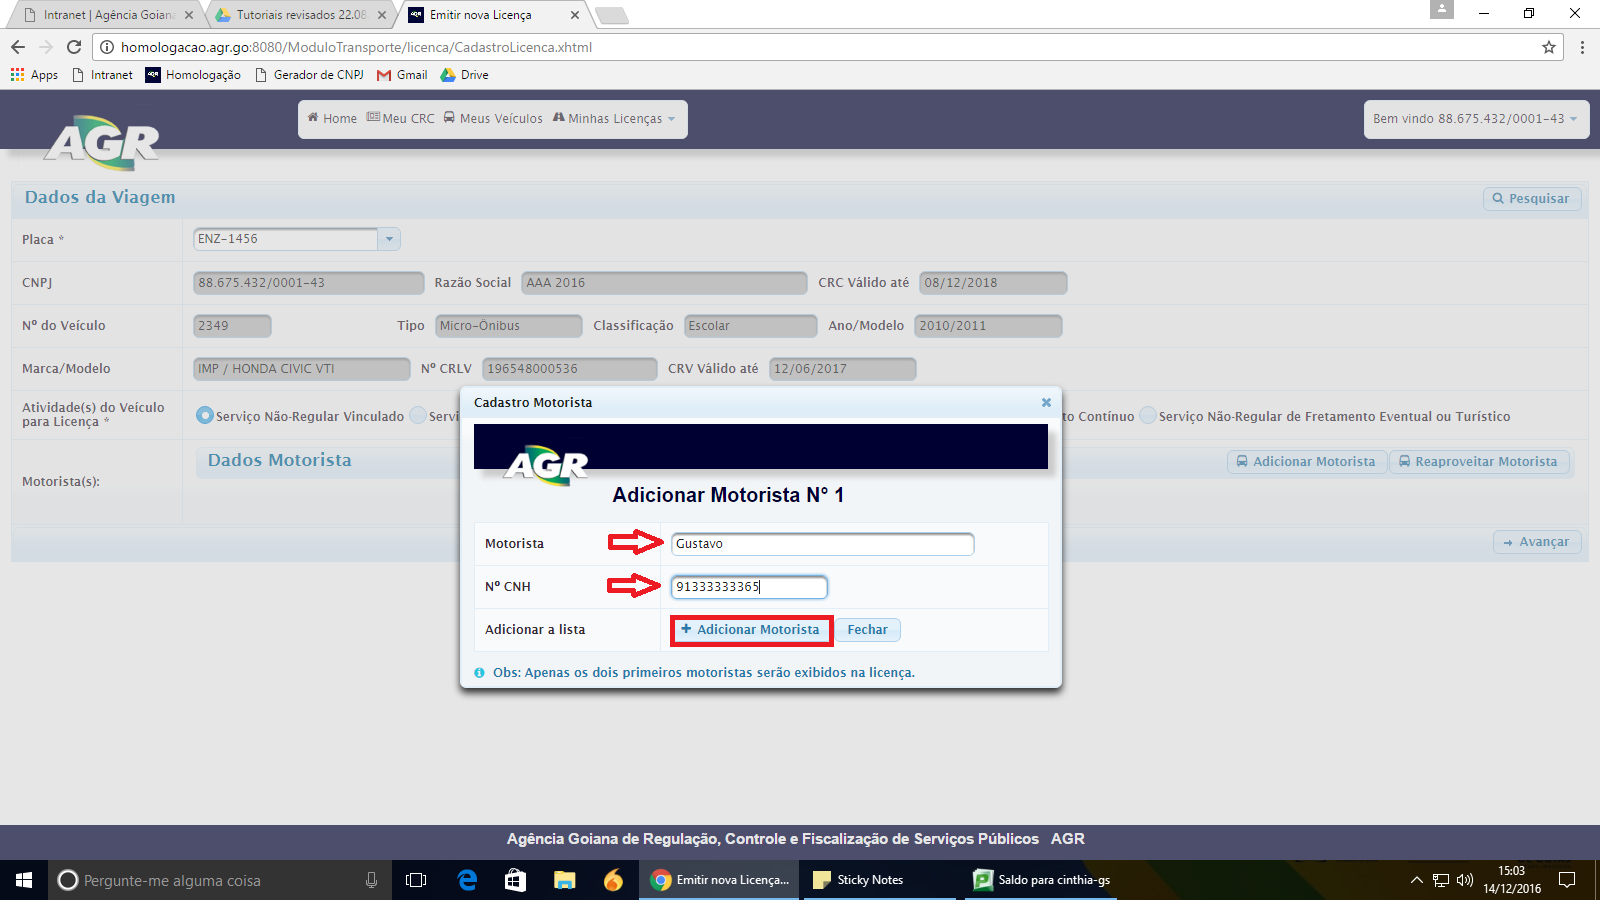 Intranet | Agência Goiana
Tutoriais revisados 22.08
Emitir nova Licença
homologacao.agr.go:8080/ModuloTransporte/licenca/CadastroLicenca.xhtml
Apps
Intranet
Homologação
Gerador de CNPJ
Gmail
Drive
AGR
Home
Meu CRC
Meus Veículos
Minhas Licenças
Bem vindo 88.675.432/0001-43
Dados da Viagem
Pesquisar
Placa *
ENZ-1456
CNPJ
88.675.432/0001-43
Razão Social
AAA 2016
CRC Válido até
08/12/2018
Nº do Veículo
2349
Tipo
Micro-Ônibus
Classificação
Escolar
Ano/Modelo
2010/2011
Marca/Modelo
IMP / HONDA CIVIC VTI
Nº CRLV
196548000536
CRV Válido até
12/06/2017
Atividade(s) do Veículo
para Licença *
Serviço Não-Regular Vinculado
Servi
to Contínuo
Serviço Não-Regular de Fretamento Eventual ou Turístico
Motorista(s):
Dados Motorista
Adicionar Motorista
Reaproveitar Motorista
Avançar
Cadastro Motorista
AGR
Adicionar Motorista N° 1
Motorista
Gustavo
Nº CNH
91333333365
Adicionar a lista
Adicionar Motorista
Fechar
Obs: Apenas os dois primeiros motoristas serão exibidos na licença.
Agência Goiana de Regulação, Controle e Fiscalização de Serviços Públicos AGR
Pergunte-me alguma coisa
Emitir nova Licença...
Sticky Notes
Saldo para cinthia-gs
15:03
14/12/2016